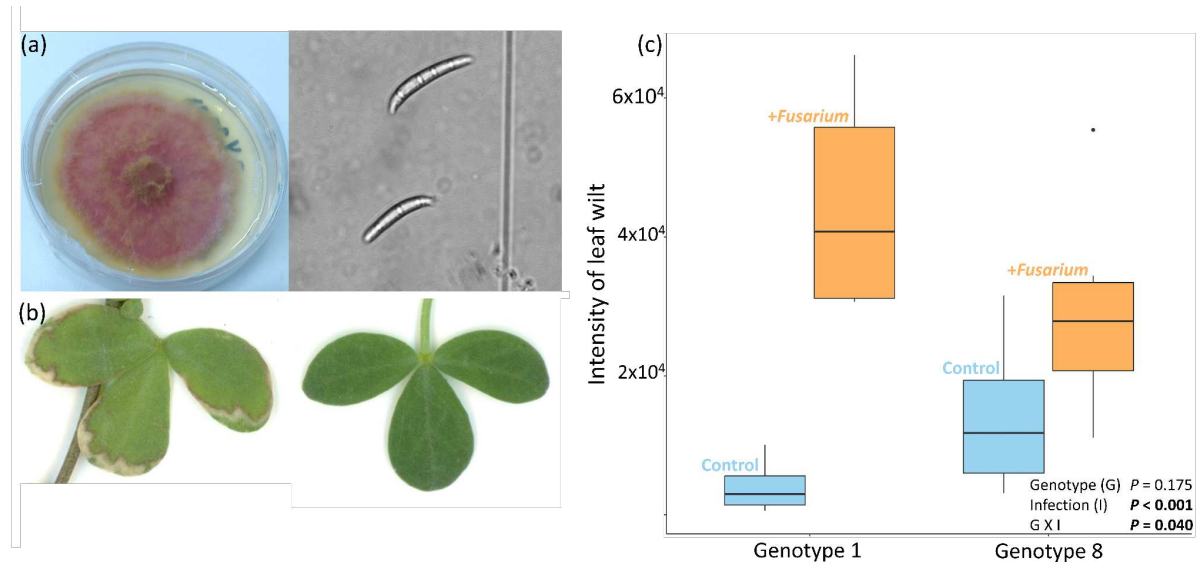 (a)
(b)
(c)
Intensity of leaf wilt
6x10⁴
4x10⁴
2x10⁴
+Fusarium
+Fusarium
Control
Control
Genotype (G) P = 0.175
Infection (I) P < 0.001
G X I P = 0.040
Genotype 1
Genotype 8